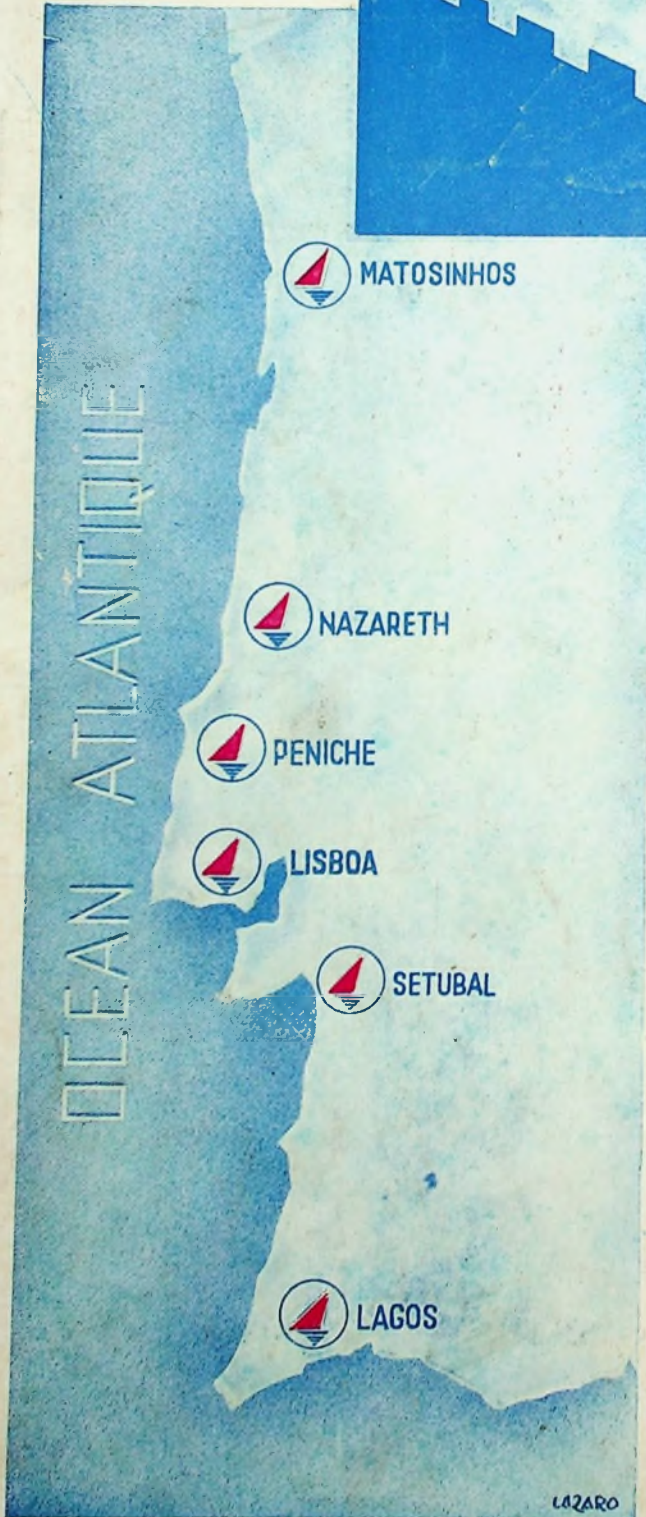 MATOSINHOS
OCEAN ATLANTIQUE
NAZARETH
PENICHE
LISBOA
SETUBAL
LAGOS
LAZARO